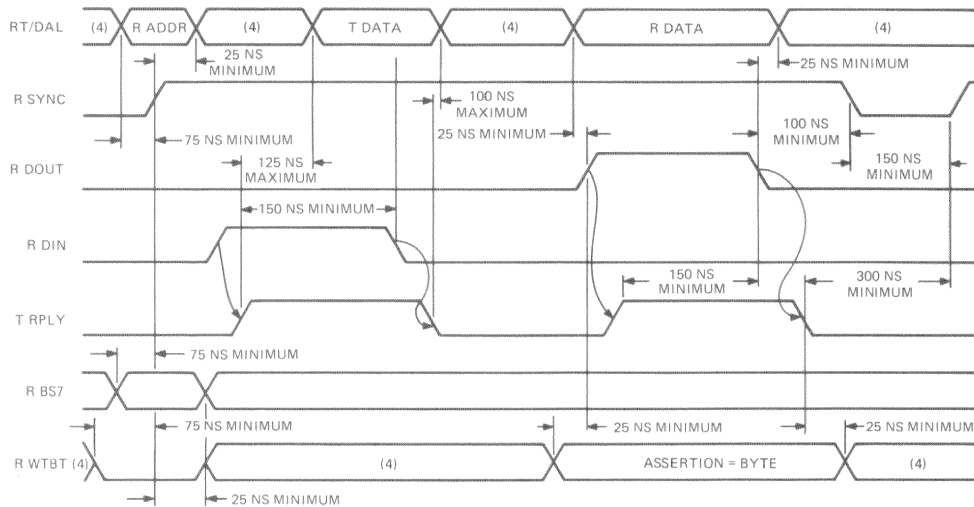 RT/DAL (4) R ADDR (4) T DATA (4) R DATA (4)
25 NS
MINIMUM
25 NS MINIMUM
R SYNC
100 NS
MAXIMUM
75 NS MINIMUM
25 NS MINIMUM
100 NS
MINIMUM
125 NS
MAXIMUM
150 NS
MINIMUM
R DOUT
150 NS MINIMUM
R DIN
150 NS
MINIMUM
300 NS
MINIMUM
T RPLY
75 NS MINIMUM
R BS7
75 NS MINIMUM
25 NS MINIMUM
25 NS MINIMUM
R WTBT (4) (4) ASSERTION = BYTE (4)
25 NS MINIMUM